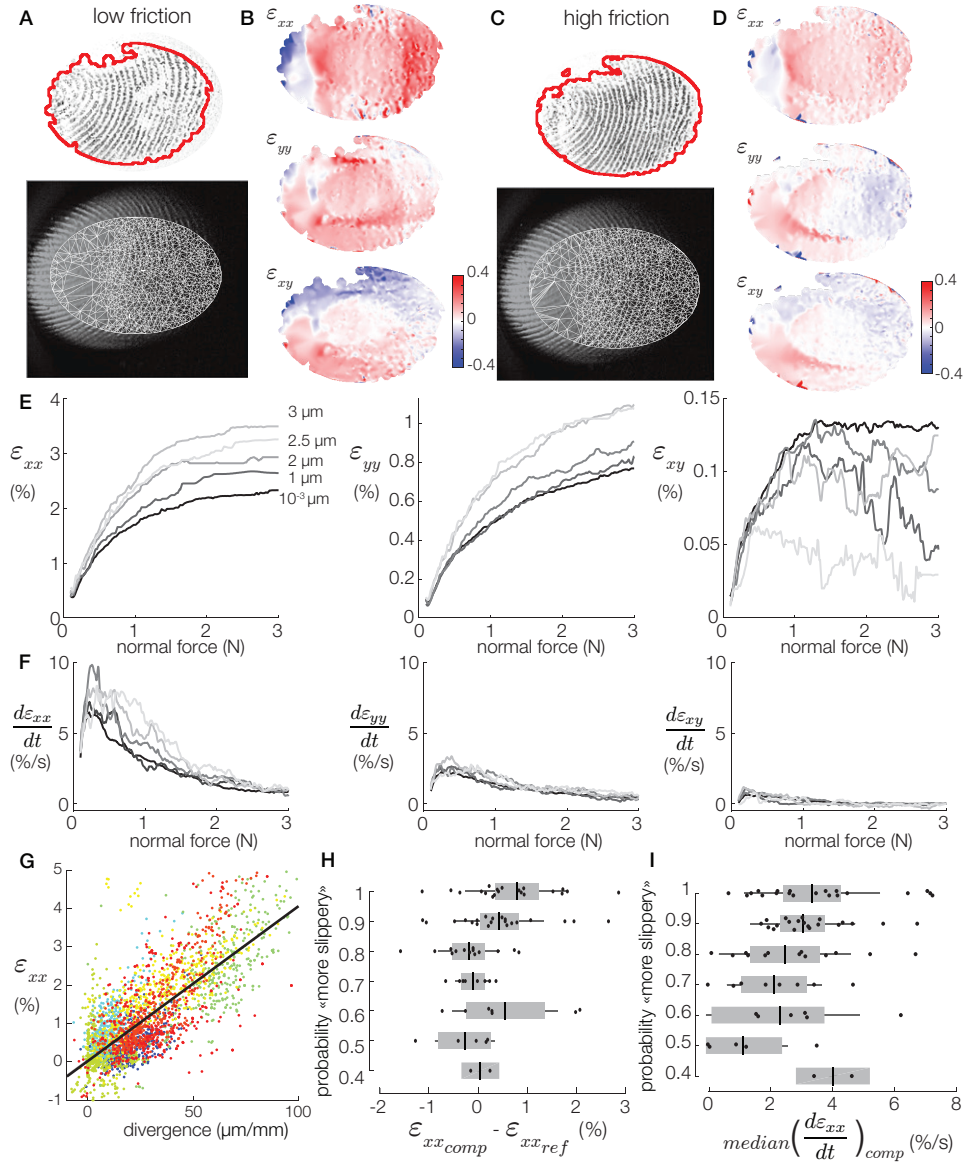 A low friction B εxx C high friction D εxx
εyy εyy
εxy εxy
0.4 0.4
0 0
-0.4 -0.4
E
εxx (%)
4
3
2
1
0
3 µm
2.5 µm
2 µm
1 µm
10⁻³ µm
0 1 2 3
normal force (N)
εyy (%)
1
0.8
0.6
0.4
0.2
0
0 1 2 3
normal force (N)
εxy (%)
0.15
0.1
0.05
0
0 1 2 3
normal force (N)
F
dεxx/dt (%/s)
10
5
0
0 1 2 3
normal force (N)
dεyy/dt (%/s)
10
5
0
0 1 2 3
normal force (N)
dεxy/dt (%/s)
10
5
0
0 1 2 3
normal force (N)
G
εxx (%)
5
4
3
2
1
0
-1
0 50 100
divergence (µm/mm)
H
probability «more slippery»
1
0.9
0.8
0.7
0.6
0.5
0.4
-2 -1 0 1 2 3
εxx comp - εxx ref (%)
I
probability «more slippery»
1
0.9
0.8
0.7
0.6
0.5
0.4
0 2 4 6 8
median(dεxx/dt)comp (%/s)